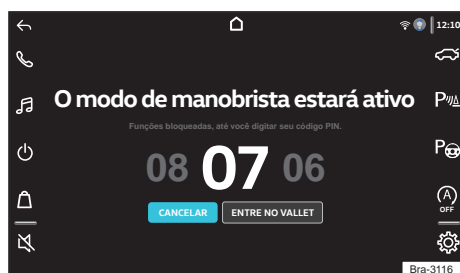 12:10
O modo de manobrista estará ativo
Funções bloqueadas, até você digitar seu código PIN.
08 07 06
CANCELAR ENTRE NO VALLET
P
P
A
OFF
Bra-3116